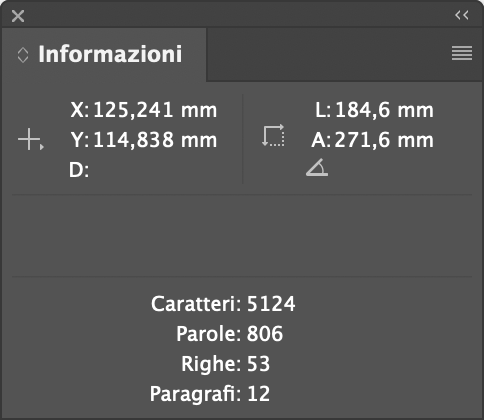 Informazioni
X: 125,241 mm
Y: 114,838 mm
D:
L: 184,6 mm
A: 271,6 mm
Caratteri: 5124
Parole: 806
Righe: 53
Paragrafi: 12